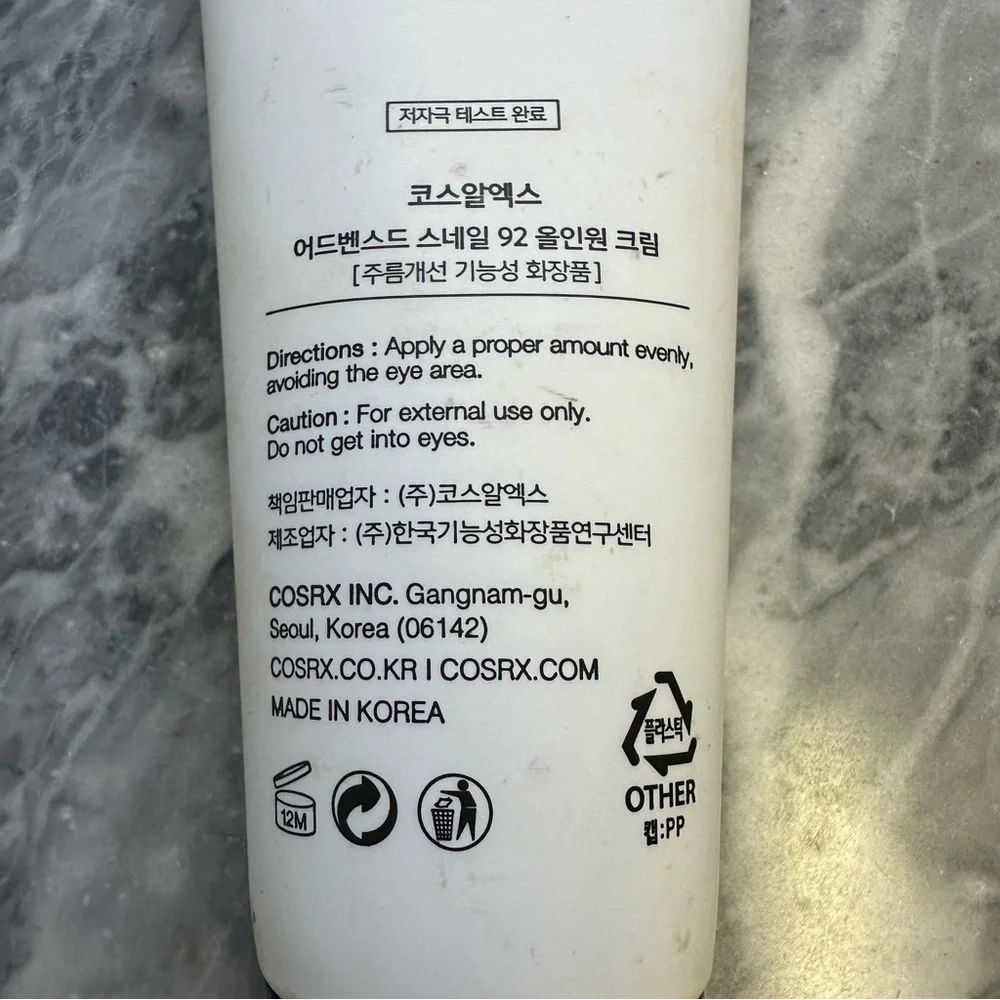 저자극 테스트 완료
코스알엑스
어드벤스드 스네일 92 올인원 크림
[주름개선 기능성 화장품]
Directions : Apply a proper amount evenly,
avoiding the eye area.
Caution : For external use only.
Do not get into eyes.
책임판매업자 : (주)코스알엑스
제조업자 : (주)한국기능성화장품연구센터
COSRX INC. Gangnam-gu,
Seoul, Korea (06142)
COSRX.CO.KR I COSRX.COM
MADE IN KOREA
12M
플라스틱
OTHER
캡:PP